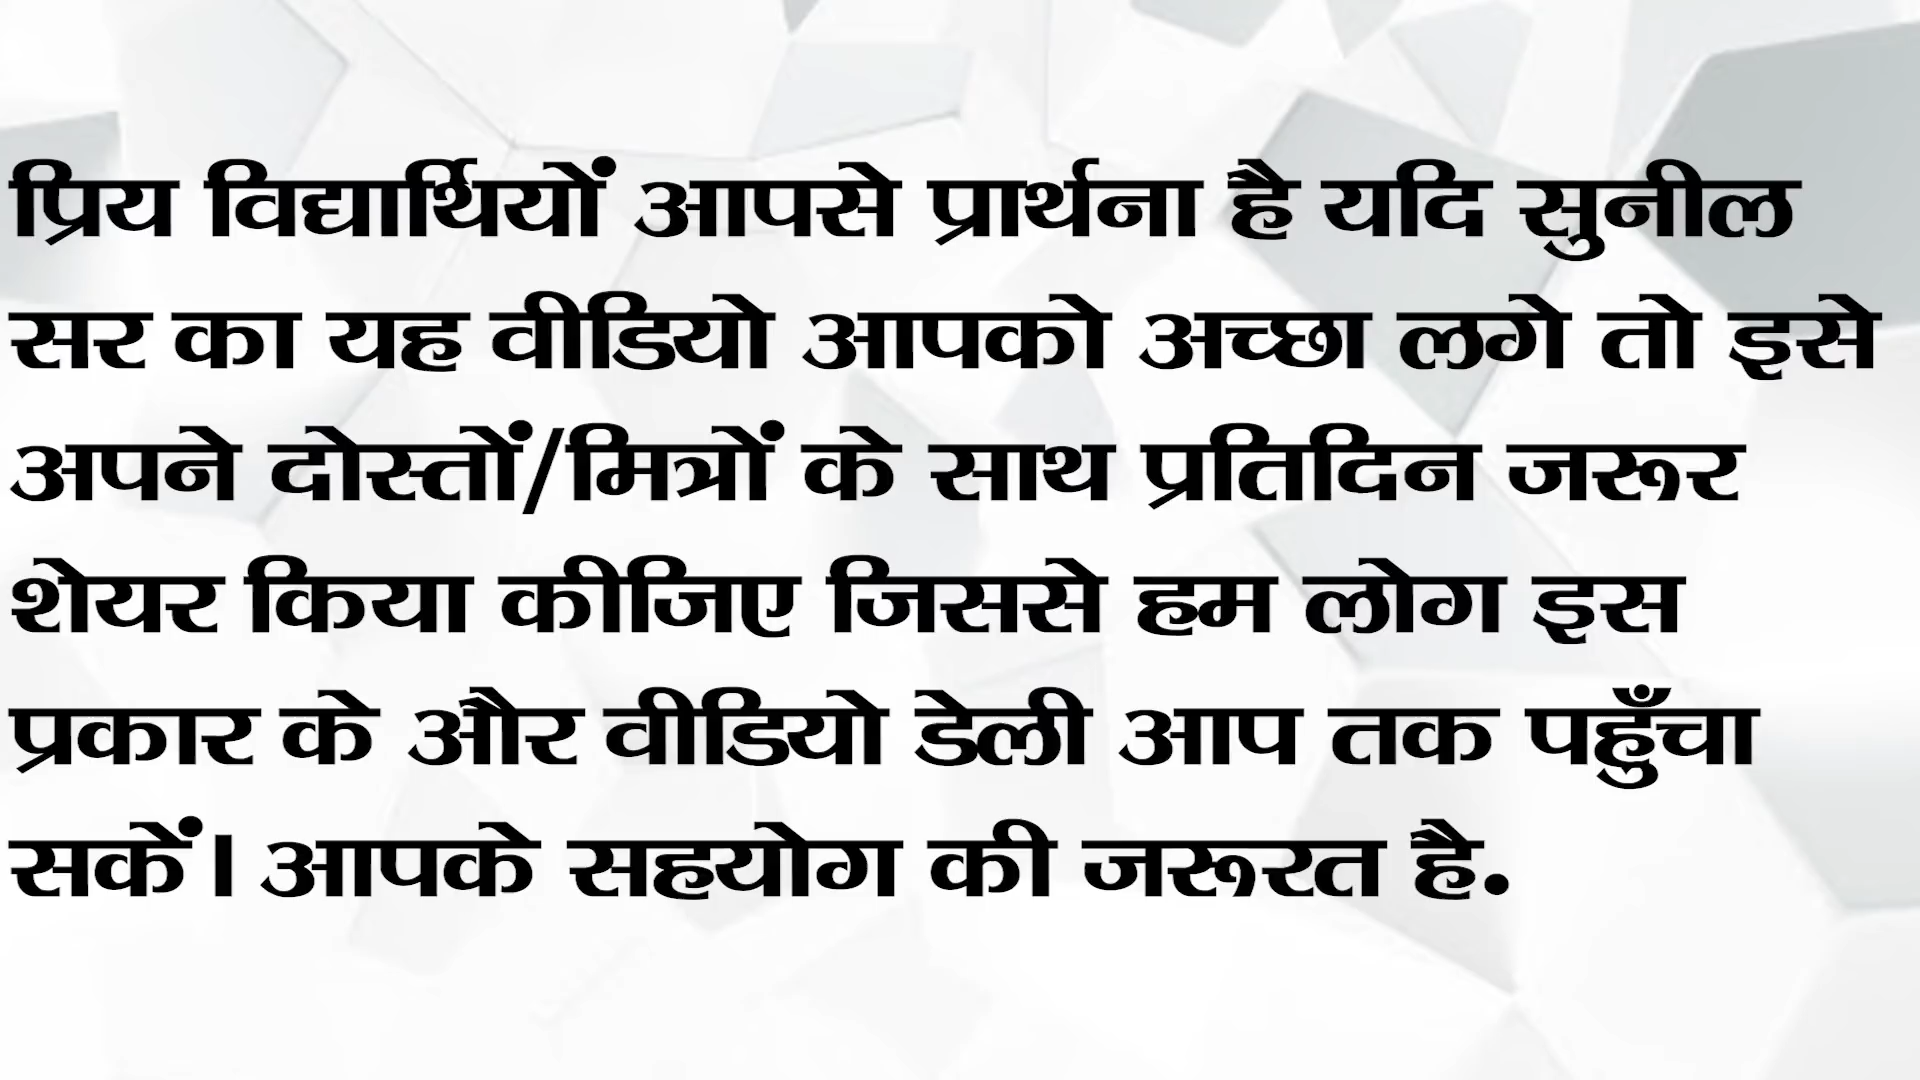 प्रिय विद्यार्थियों आपसे प्रार्थना है यदि सुनील
सर का यह वीडियो आपको अच्छा लगे तो इसे
अपने दोस्तों/मित्रों के साथ प्रतिदिन जरूर
शेयर किया कीजिए जिससे हम लोग इस
प्रकार के और वीडियो डेली आप तक पहुँचा
सकें। आपके सहयोग की जरूरत है.